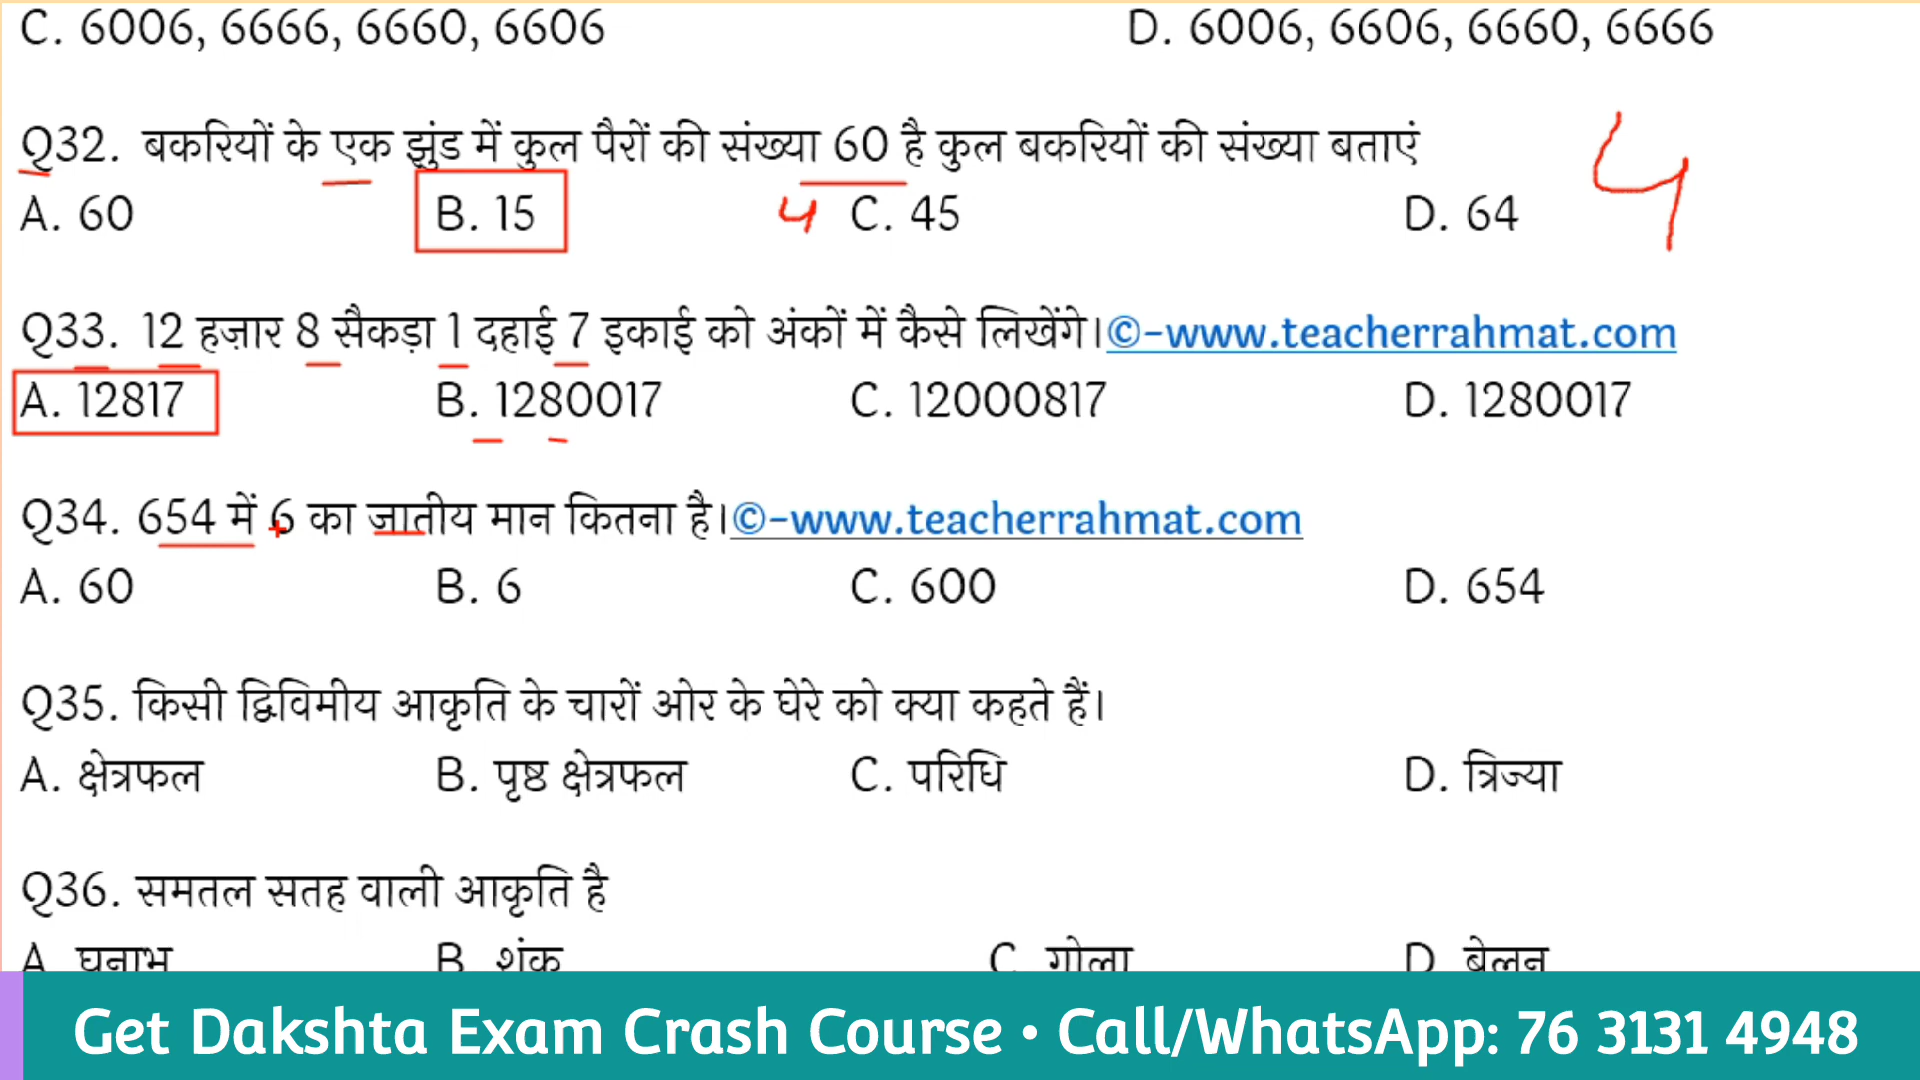 C. 6006, 6666, 6660, 6606 D. 6006, 6606, 6660, 6666
Q32. बकरियों के एक झुंड में कुल पैरों की संख्या 60 है कुल बकरियों की संख्या बताएं 4
A. 60 B. 15 4 C. 45 D. 64
Q33. 12 हज़ार 8 सैकड़ा 1 दहाई 7 इकाई को अंकों में कैसे लिखेंगे।©-www.teacherrahmat.com
A. 12817 B. 1280017 C. 12000817 D. 1280017
Q34. 654 में 6 का जातीय मान कितना है।©-www.teacherrahmat.com
A. 60 B. 6 C. 600 D. 654
Q35. किसी द्विविमीय आकृति के चारों ओर के घेरे को क्या कहते हैं।
A. क्षेत्रफल B. पृष्ठ क्षेत्रफल C. परिधि D. त्रिज्या
Q36. समतल सतह वाली आकृति है
A घनाभ B शंकु C गोला D बेलन
Get Dakshta Exam Crash Course • Call/WhatsApp: 76 3131 4948